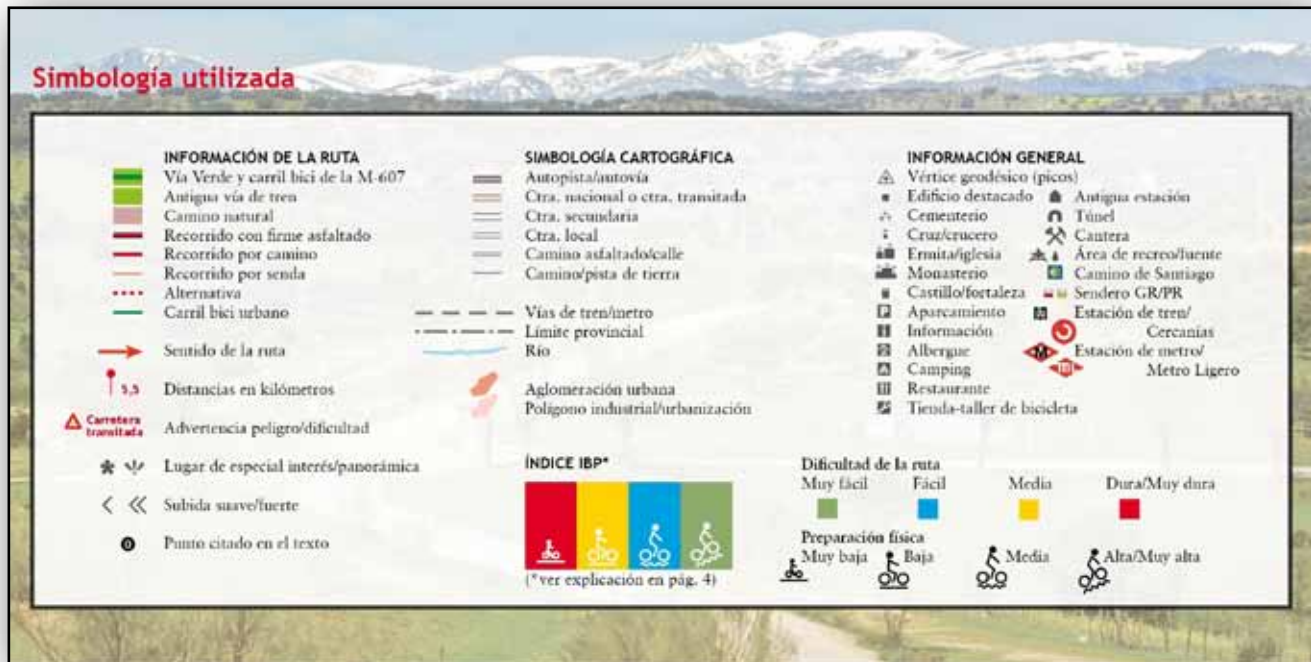 Simbología utilizada
INFORMACIÓN DE LA RUTA
Vía Verde y carril bici de la M-607
Antigua vía de tren
Camino natural
Recorrido con firme asfaltado
Recorrido por camino
Recorrido por senda
Alternativa
Carril bici urbano
Sentido de la ruta
5,5 Distancias en kilómetros
Carretera transitada Advertencia peligro/dificultad
Lugar de especial interés/panorámica
Subida suave/fuerte
Punto citado en el texto
SIMBOLOGÍA CARTOGRÁFICA
Autopista/autovía
Ctra. nacional o ctra. transitada
Ctra. secundaria
Ctra. local
Camino asfaltado/calle
Camino/pista de tierra
Vías de tren/metro
Límite provincial
Río
Aglomeración urbana
Polígono industrial/urbanización
ÍNDICE IBP*
(*ver explicación en pág. 4)
INFORMACIÓN GENERAL
Vértice geodésico (picos)
Edificio destacado
Cementerio
Cruz/crucero
Ermita/iglesia
Monasterio
Castillo/fortaleza
P Aparcamiento
Información
Albergue
Camping
Restaurante
Tienda-taller de bicicleta
Antigua estación
Túnel
Cantera
Área de recreo/fuente
Camino de Santiago
Sendero GR/PR
Estación de tren/
Cercanías
M Estación de metro/
Metro Ligero
Dificultad de la ruta
Muy fácil Fácil Media Dura/Muy dura
Preparación física
Muy baja Baja Media Alta/Muy alta